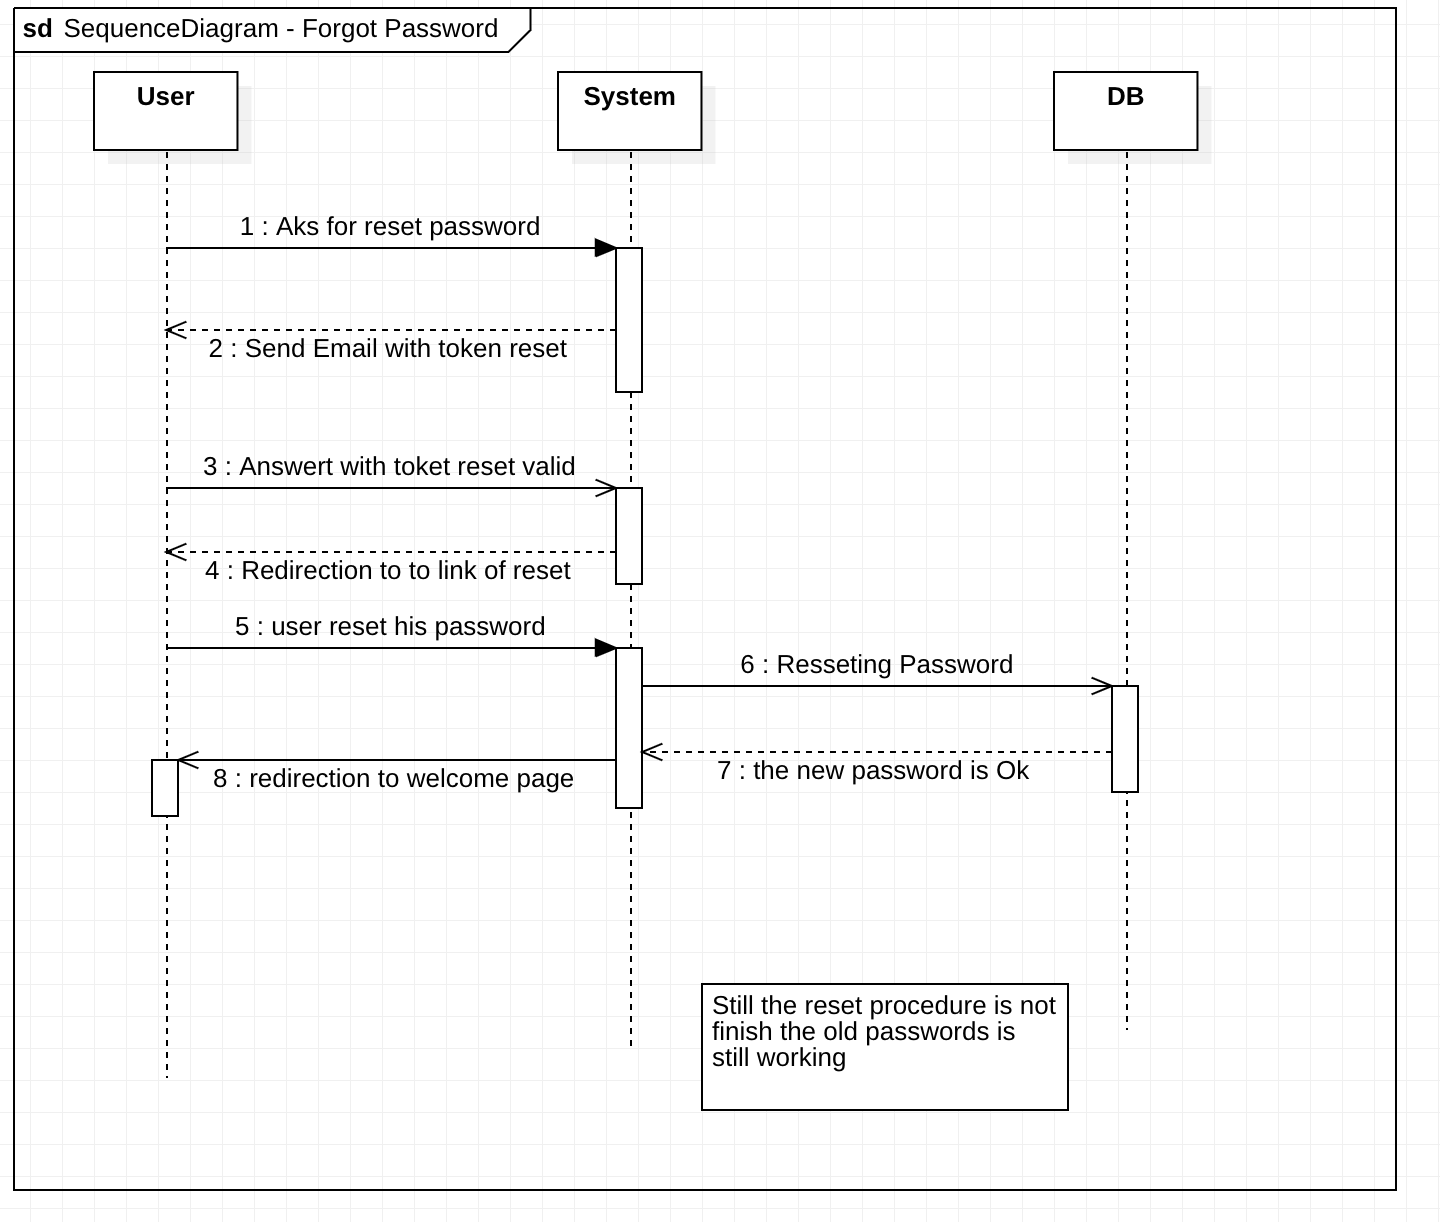 sd SequenceDiagram - Forgot Password
User
System
DB
1 : Aks for reset password
2 : Send Email with token reset
3 : Answert with toket reset valid
4 : Redirection to to link of reset
5 : user reset his password
6 : Resseting Password
7 : the new password is Ok
8 : redirection to welcome page
Still the reset procedure is not
finish the old passwords is
still working